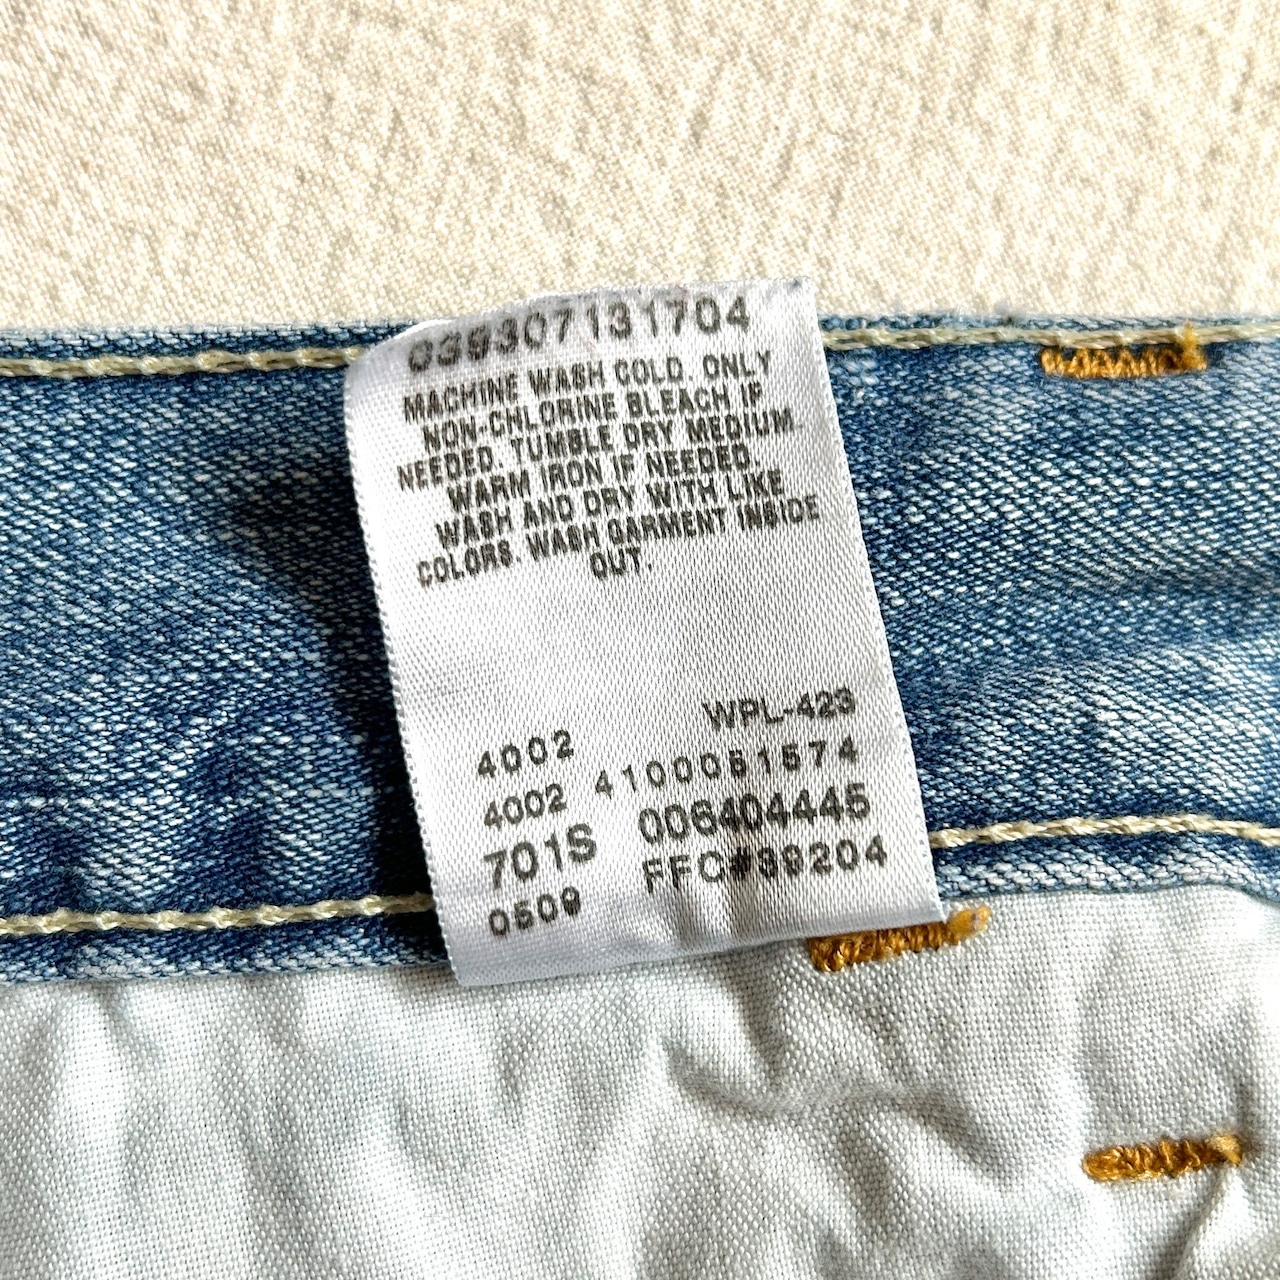 039307131704
MACHINE WASH COLD. ONLY
NON-CHLORINE BLEACH IF
NEEDED. TUMBLE DRY MEDIUM
WARM IRON IF NEEDED.
WASH AND DRY WITH LIKE
COLORS. WASH GARMENT INSIDE
OUT.
WPL-423
4002
4002 4100051574
701S 006404445
FFC#39204
0509